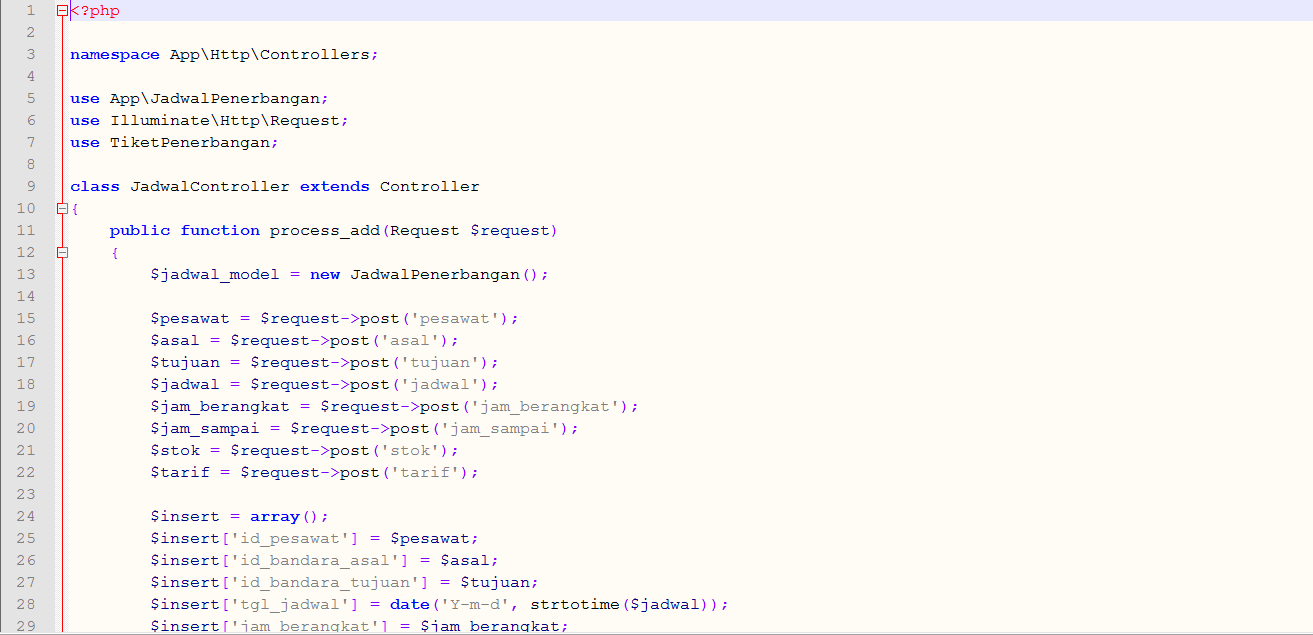 1 <?php
2
3 namespace App\Http\Controllers;
4
5 use App\JadwalPenerbangan;
6 use Illuminate\Http\Request;
7 use TiketPenerbangan;
8
9 class JadwalController extends Controller
10 {
11     public function process_add(Request $request)
12     {
13         $jadwal_model = new JadwalPenerbangan();
14
15         $pesawat = $request->post('pesawat');
16         $asal = $request->post('asal');
17         $tujuan = $request->post('tujuan');
18         $jadwal = $request->post('jadwal');
19         $jam_berangkat = $request->post('jam_berangkat');
20         $jam_sampai = $request->post('jam_sampai');
21         $stok = $request->post('stok');
22         $tarif = $request->post('tarif');
23
24         $insert = array();
25         $insert['id_pesawat'] = $pesawat;
26         $insert['id_bandara_asal'] = $asal;
27         $insert['id_bandara_tujuan'] = $tujuan;
28         $insert['tgl_jadwal'] = date('Y-m-d', strtotime($jadwal));
29         $insert['jam_berangkat'] = $jam_berangkat;